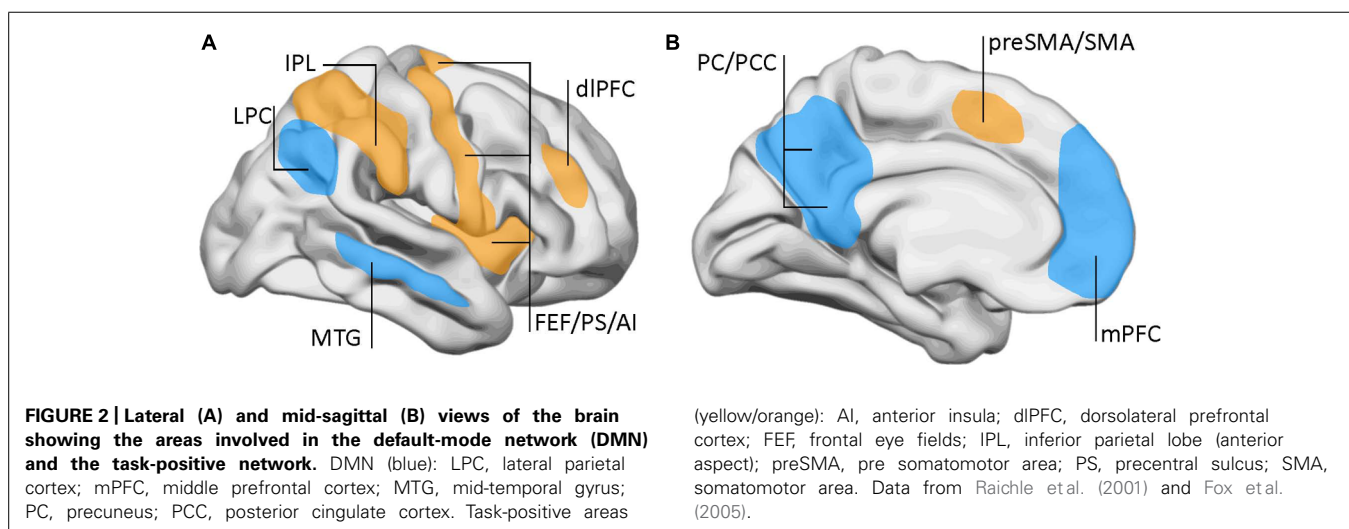 A
IPL
LPC
dlPFC
MTG
FEF/PS/AI
B
PC/PCC
preSMA/SMA
mPFC
FIGURE 2 | Lateral (A) and mid-sagittal (B) views of the brain
showing the areas involved in the default-mode network (DMN)
and the task-positive network. DMN (blue): LPC, lateral parietal
cortex; mPFC, middle prefrontal cortex; MTG, mid-temporal gyrus;
PC, precuneus; PCC, posterior cingulate cortex. Task-positive areas
(yellow/orange): AI, anterior insula; dlPFC, dorsolateral prefrontal
cortex; FEF, frontal eye fields; IPL, inferior parietal lobe (anterior
aspect); preSMA, pre somatomotor area; PS, precentral sulcus; SMA,
somatomotor area. Data from Raichle et al. (2001) and Fox et al.
(2005).